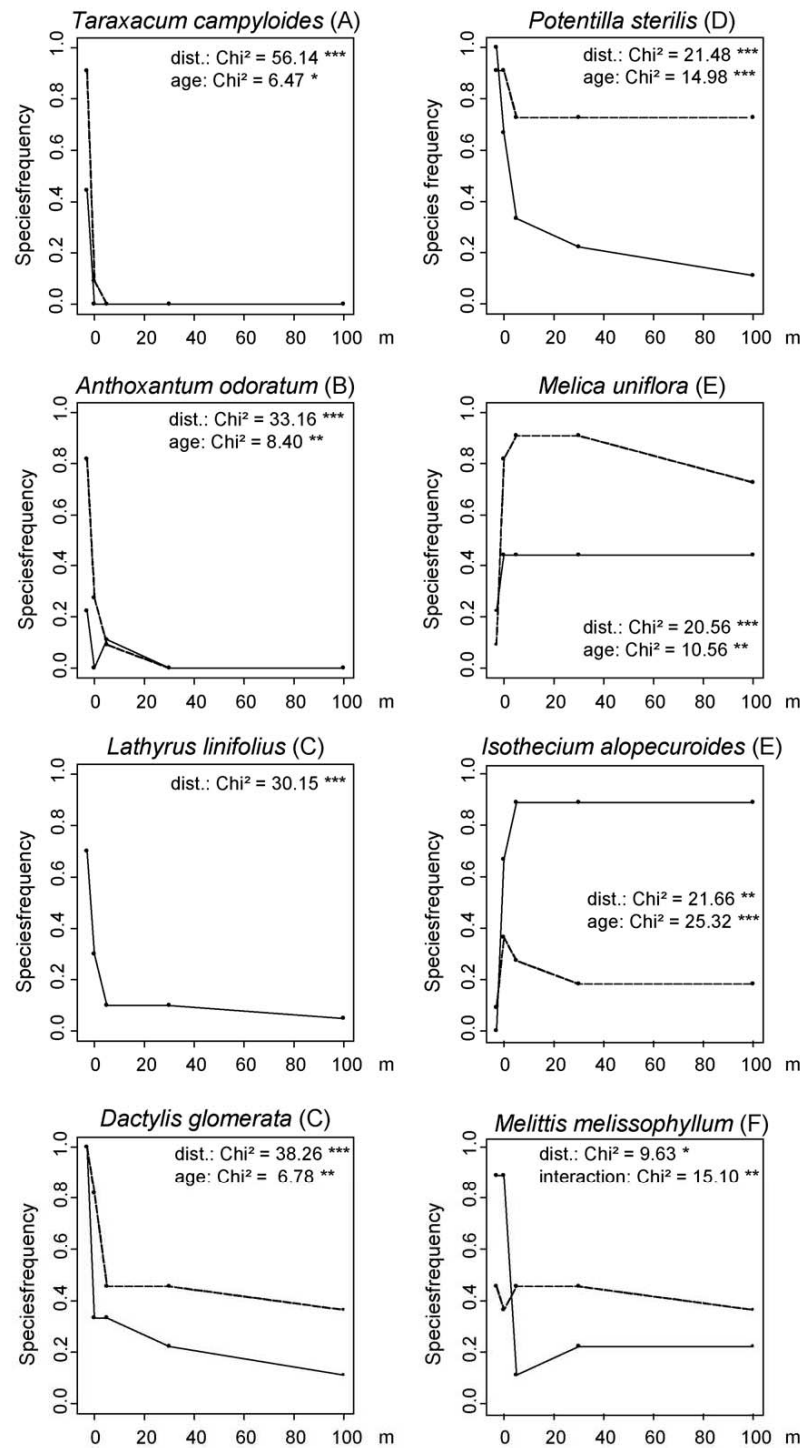 Taraxacum campyloides (A)
dist.: Chi² = 56.14 ***
age: Chi² = 6.47 *
Speciesfrequency
0.0 0.2 0.4 0.6 0.8 1.0
0 20 40 60 80 100 m
Potentilla sterilis (D)
dist.: Chi² = 21.48 ***
age: Chi² = 14.98 ***
Species frequency
0.0 0.2 0.4 0.6 0.8 1.0
0 20 40 60 80 100 m
Anthoxantum odoratum (B)
dist.: Chi² = 33.16 ***
age: Chi² = 8.40 **
Speciesfrequency
0.0 0.2 0.4 0.6 0.8 1.0
0 20 40 60 80 100 m
Melica uniflora (E)
dist.: Chi² = 20.56 ***
age: Chi² = 10.56 **
Speciesfrequency
0.0 0.2 0.4 0.6 0.8 1.0
0 20 40 60 80 100 m
Lathyrus linifolius (C)
dist.: Chi² = 30.15 ***
Speciesfrequency
0.0 0.2 0.4 0.6 0.8 1.0
0 20 40 60 80 100 m
Isothecium alopecuroides (E)
dist.: Chi² = 21.66 **
age: Chi² = 25.32 ***
Speciesfrequency
0.0 0.2 0.4 0.6 0.8 1.0
0 20 40 60 80 100 m
Dactylis glomerata (C)
dist.: Chi² = 38.26 ***
age: Chi² = 6.78 **
Speciesfrequency
0.0 0.2 0.4 0.6 0.8 1.0
0 20 40 60 80 100 m
Melittis melissophyllum (F)
dist.: Chi² = 9.63 *
interaction: Chi² = 15.10 **
Speciesfrequency
0.0 0.2 0.4 0.6 0.8 1.0
0 20 40 60 80 100 m